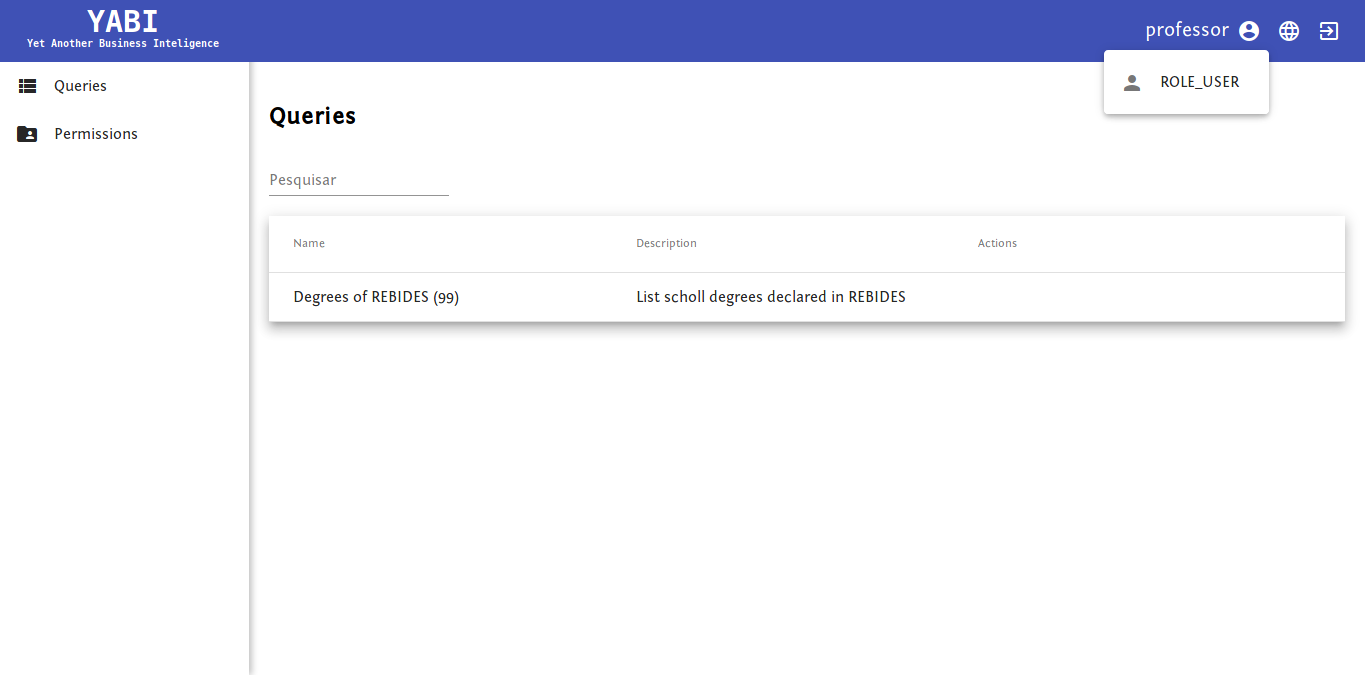 YABI
Yet Another Business Inteligence
professor
ROLE_USER
Queries
Permissions
Queries
Pesquisar
Name Description Actions
Degrees of REBIDES (99) List scholl degrees declared in REBIDES